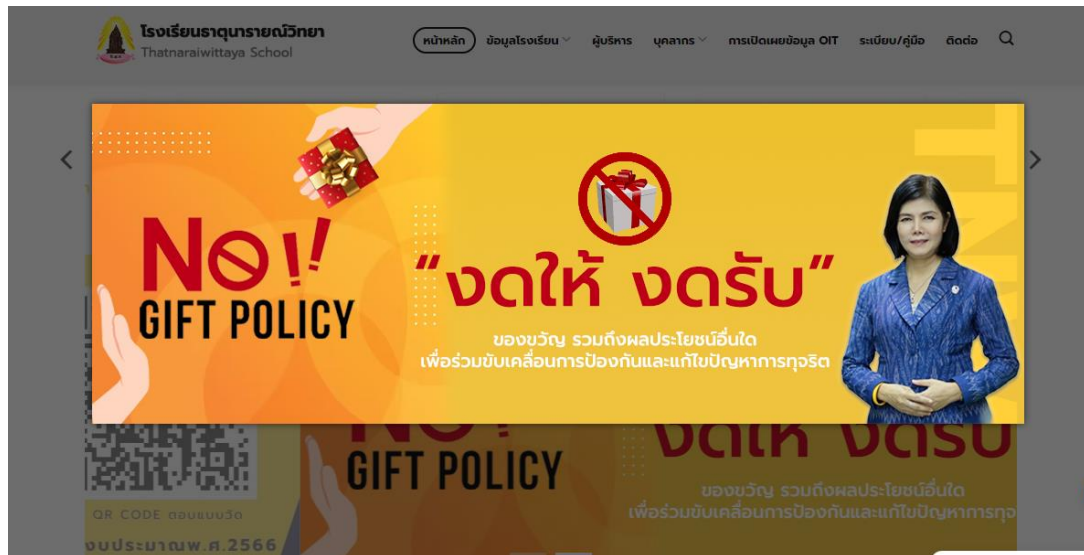 โรงเรียนธาตุนารายณ์วิทยา
Thatnaraiwittaya School
หน้าหลัก ข้อมูลโรงเรียน ผู้บริหาร บุคลากร การเปิดเผยข้อมูล OIT ระเบียบ/คู่มือ ติดต่อ
NO!
GIFT POLICY
"งดให้ งดรับ"
ของขวัญ รวมถึงผลประโยชน์อื่นใด
เพื่อร่วมขับเคลื่อนการป้องกันและแก้ไขปัญหาการทุจริต
TN
NO!
GIFT POLICY
งดให้ งดรับ
ของขวัญ รวมถึงผลประโยชน์อื่นใด
เพื่อร่วมขับเคลื่อนการป้องกันและแก้ไขปัญหาการทุจ
QR CODE ตอบแบบวัด
งบประมาณพ.ศ.2566